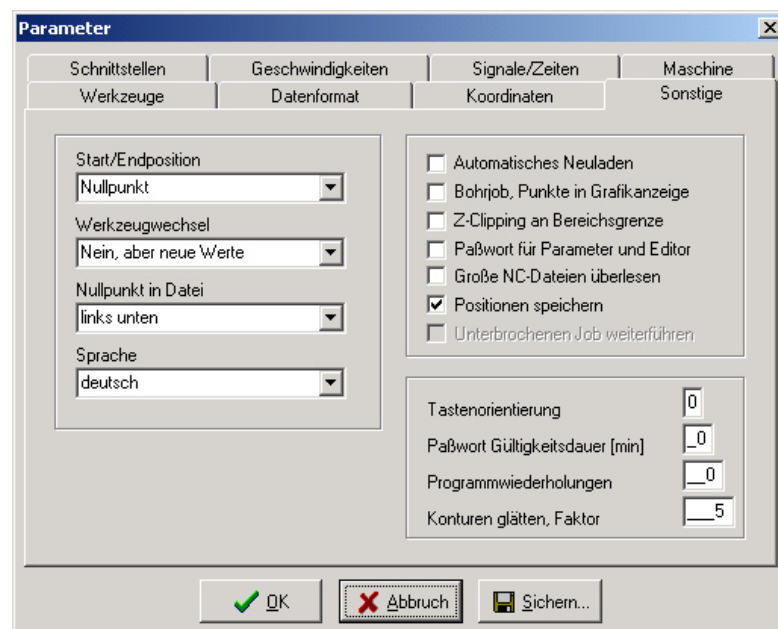 Parameter
Schnittstellen Geschwindigkeiten Signale/Zeiten Maschine
Werkzeuge Datenformat Koordinaten Sonstige
Start/Endposition
Nullpunkt
Werkzeugwechsel
Nein, aber neue Werte
Nullpunkt in Datei
links unten
Sprache
deutsch
Automatisches Neuladen
Bohrjob, Punkte in Grafikanzeige
Z-Clipping an Bereichsgrenze
Paßwort für Parameter und Editor
Große NC-Dateien überlesen
Positionen speichern
Unterbrochenen Job weiterführen
Tastenorientierung 0
Paßwort Gültigkeitsdauer [min] _0
Programmwiederholungen __0
Konturen glätten, Faktor ___5
OK Abbruch Sichern...